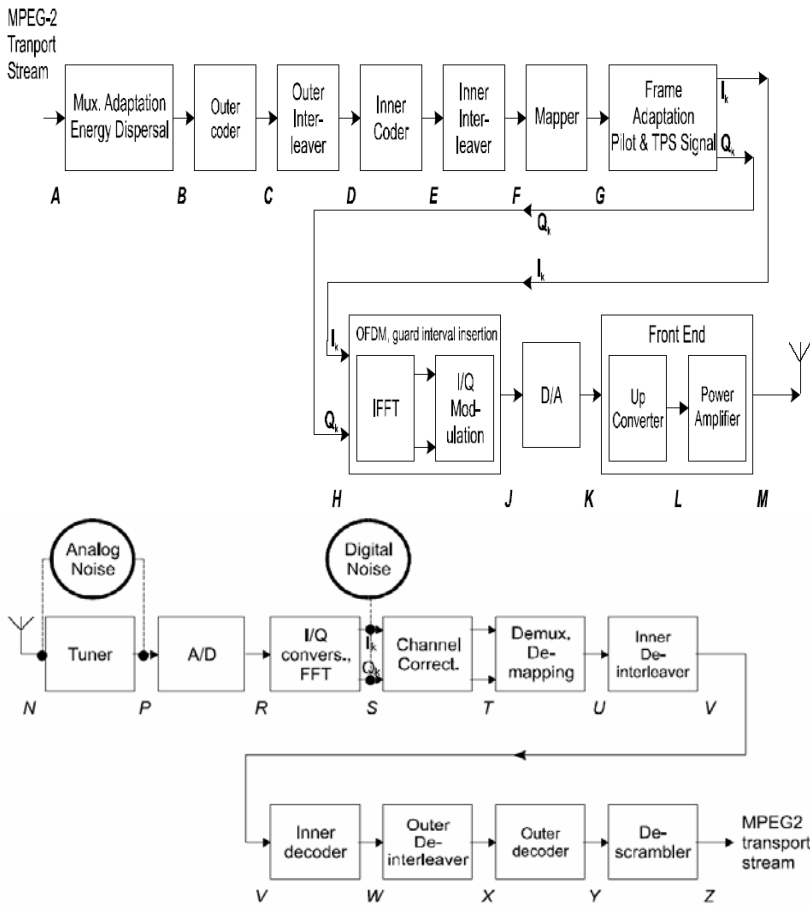 MPEG-2
Tranport
Stream
Mux. Adaptation
Energy Dispersal
Outer
coder
Outer
Inter-
leaver
Inner
Coder
Inner
Inter-
leaver
Mapper
Frame
Adaptation
Pilot & TPS Signal
Ik
Qk
A
B
C
D
E
F
G
Qk
Ik
Ik
Qk
OFDM, guard interval insertion
IFFT
I/Q
Mod-
ulation
D/A
Front End
Up
Converter
Power
Amplifier
H
J
K
L
M
Analog
Noise
Digital
Noise
Tuner
A/D
I/Q
convers.,
FFT
Ik
Qk
Channel
Correct.
Demux,
De-
mapping
Inner
De-
interleaver
N
P
R
S
T
U
V
Inner
decoder
Outer
De-
interleaver
Outer
decoder
De-
scrambler
MPEG2
transport
stream
V
W
X
Y
Z